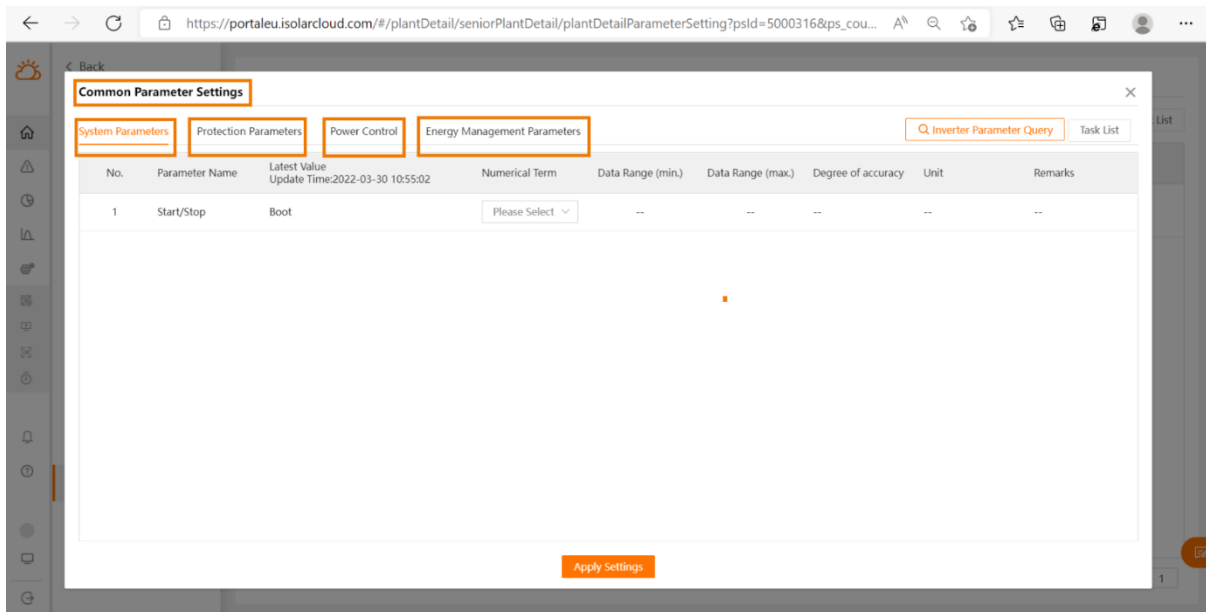 https://portaleu.isolarcloud.com/#/plantDetail/seniorPlantDetail/plantDetailParameterSetting?psId=5000316&ps_cou...
Back
Common Parameter Settings
System Parameters Protection Parameters Power Control Energy Management Parameters Inverter Parameter Query Task List List
No. Parameter Name Latest Value Update Time:2022-03-30 10:55:02 Numerical Term Data Range (min.) Data Range (max.) Degree of accuracy Unit Remarks
1 Start/Stop Boot Please Select -- -- -- -- --
Apply Settings
1